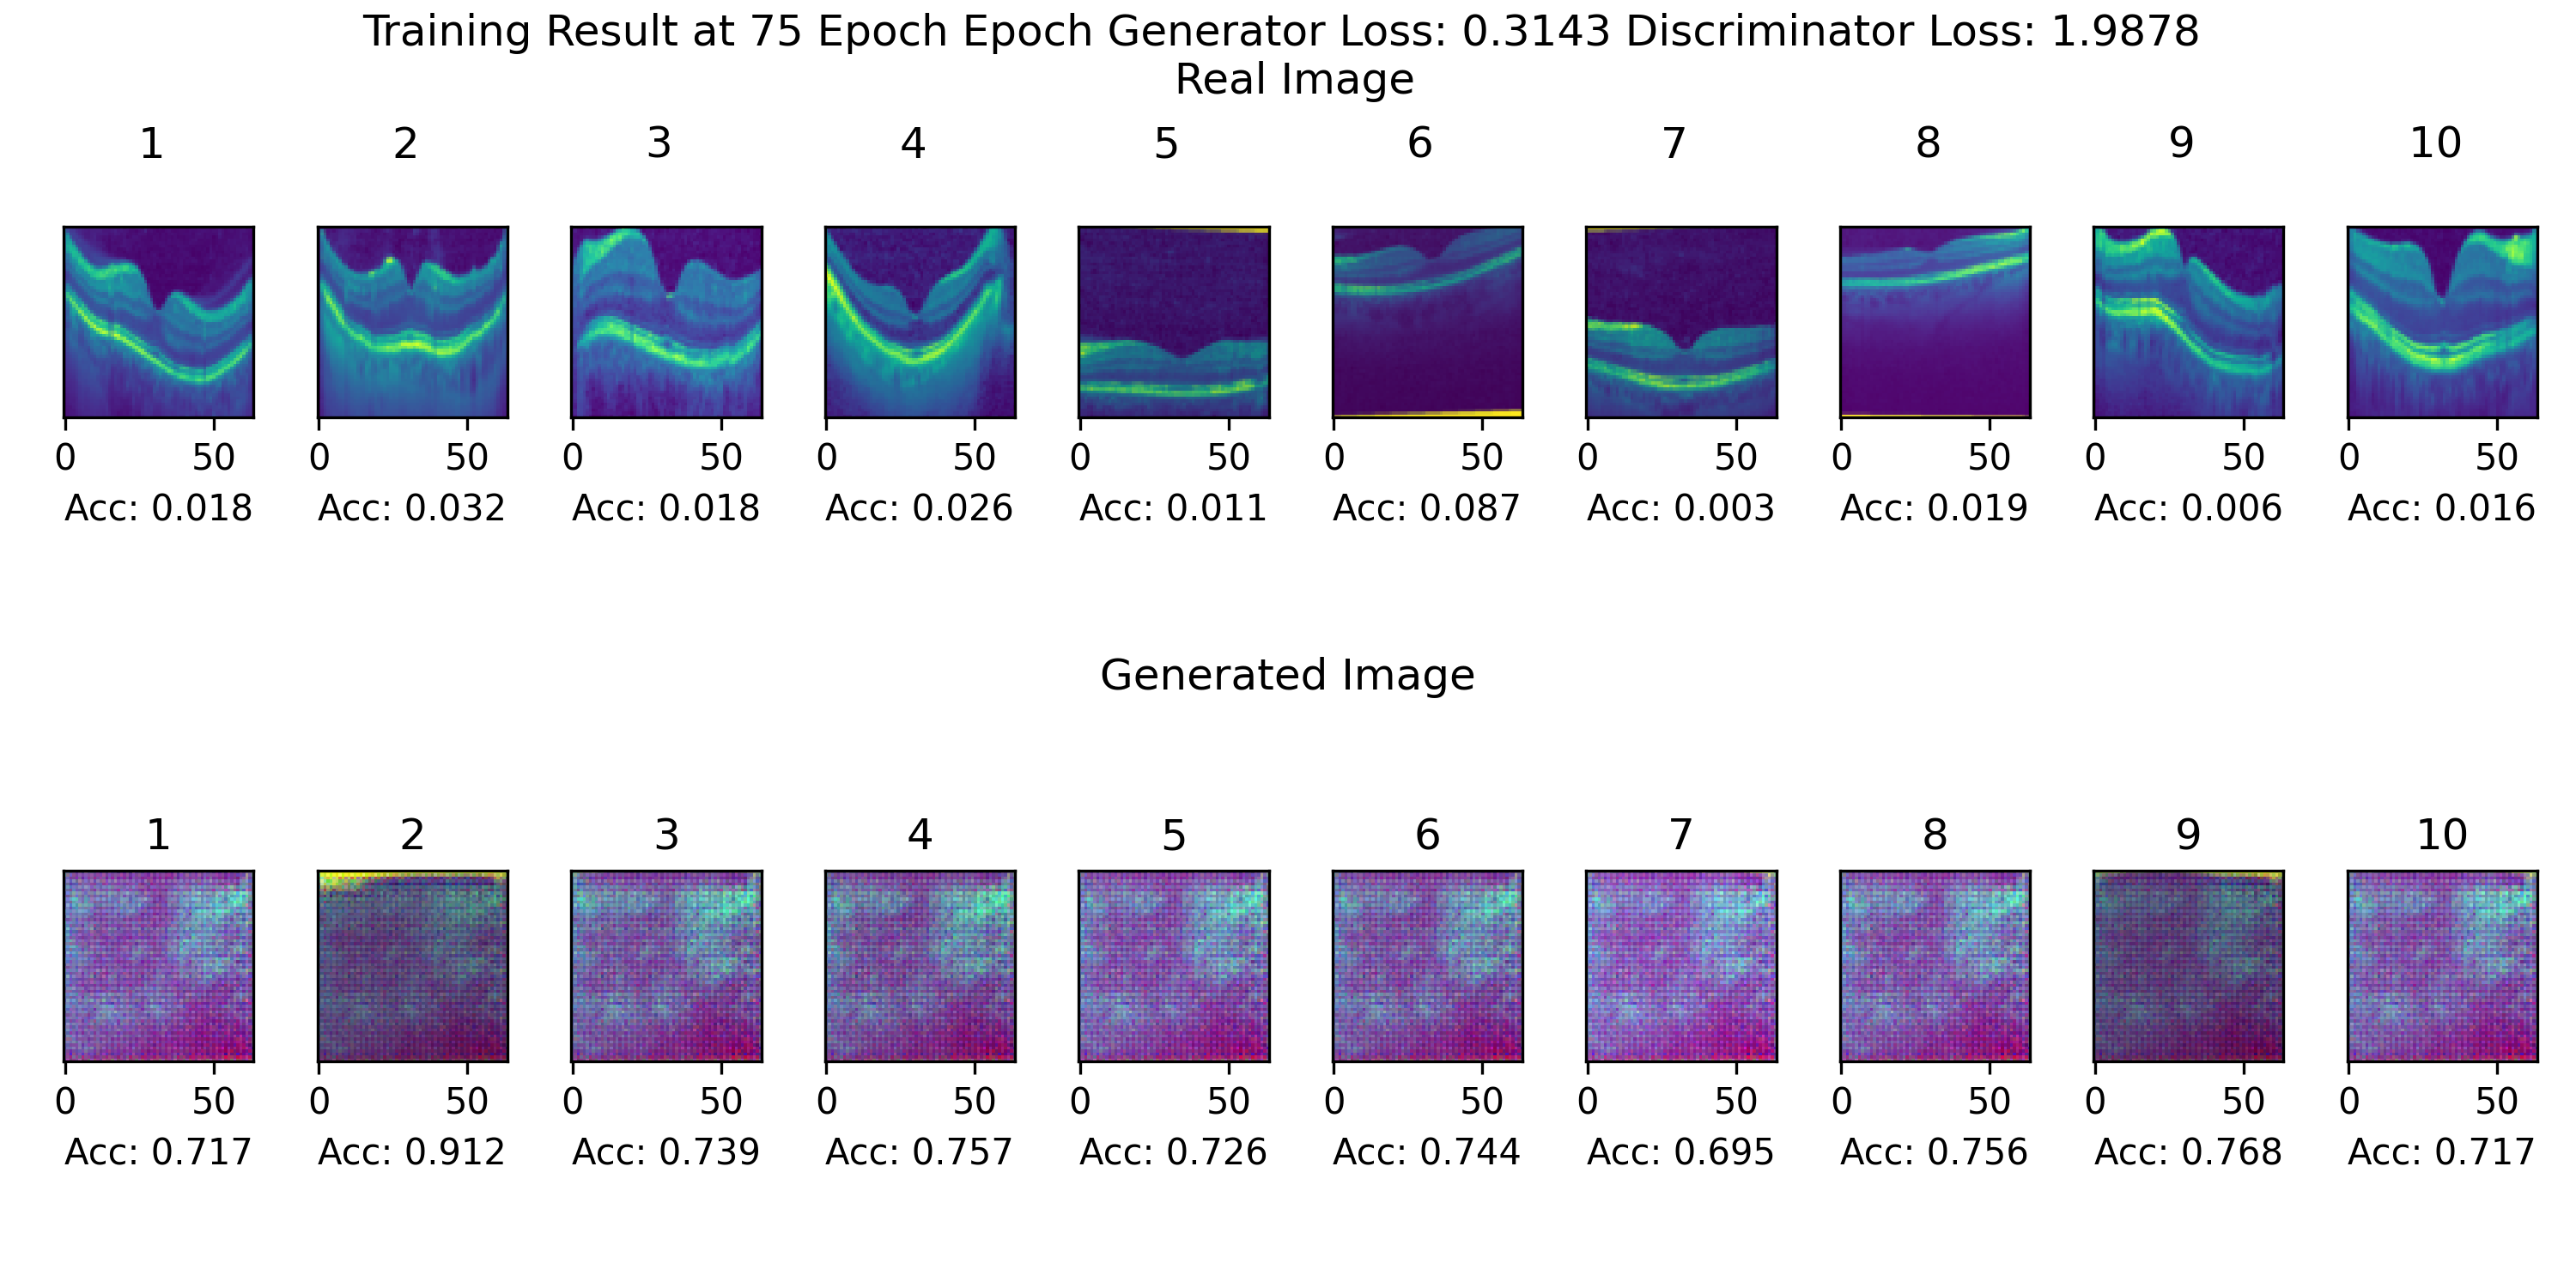 Training Result at 75 Epoch Epoch Generator Loss: 0.3143 Discriminator Loss: 1.9878
Real Image
1 2 3 4 5 6 7 8 9 10
0 50 0 50 0 50 0 50 0 50 0 50 0 50 0 50 0 50 0 50
Acc: 0.018 Acc: 0.032 Acc: 0.018 Acc: 0.026 Acc: 0.011 Acc: 0.087 Acc: 0.003 Acc: 0.019 Acc: 0.006 Acc: 0.016
Generated Image
1 2 3 4 5 6 7 8 9 10
0 50 0 50 0 50 0 50 0 50 0 50 0 50 0 50 0 50 0 50
Acc: 0.717 Acc: 0.912 Acc: 0.739 Acc: 0.757 Acc: 0.726 Acc: 0.744 Acc: 0.695 Acc: 0.756 Acc: 0.768 Acc: 0.717